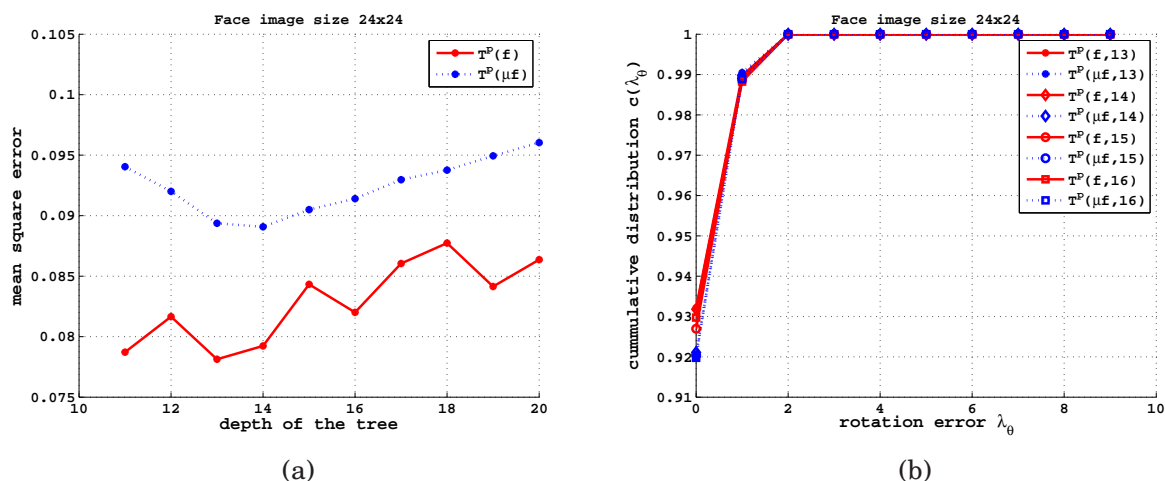 Face image size 24x24
0.105
0.1
0.095
0.09
0.085
0.08
0.075
10
12
14
16
18
20
mean square error
depth of the tree
T^P(f)
T^P(μf)
(a)
Face image size 24x24
1
0.99
0.98
0.97
0.96
0.95
0.94
0.93
0.92
0.91
0
2
4
6
8
10
cummulative distribution c(λ_θ)
rotation error λ_θ
T^P(f,13)
T^P(μf,13)
T^P(f,14)
T^P(μf,14)
T^P(f,15)
T^P(μf,15)
T^P(f,16)
T^P(μf,16)
(b)